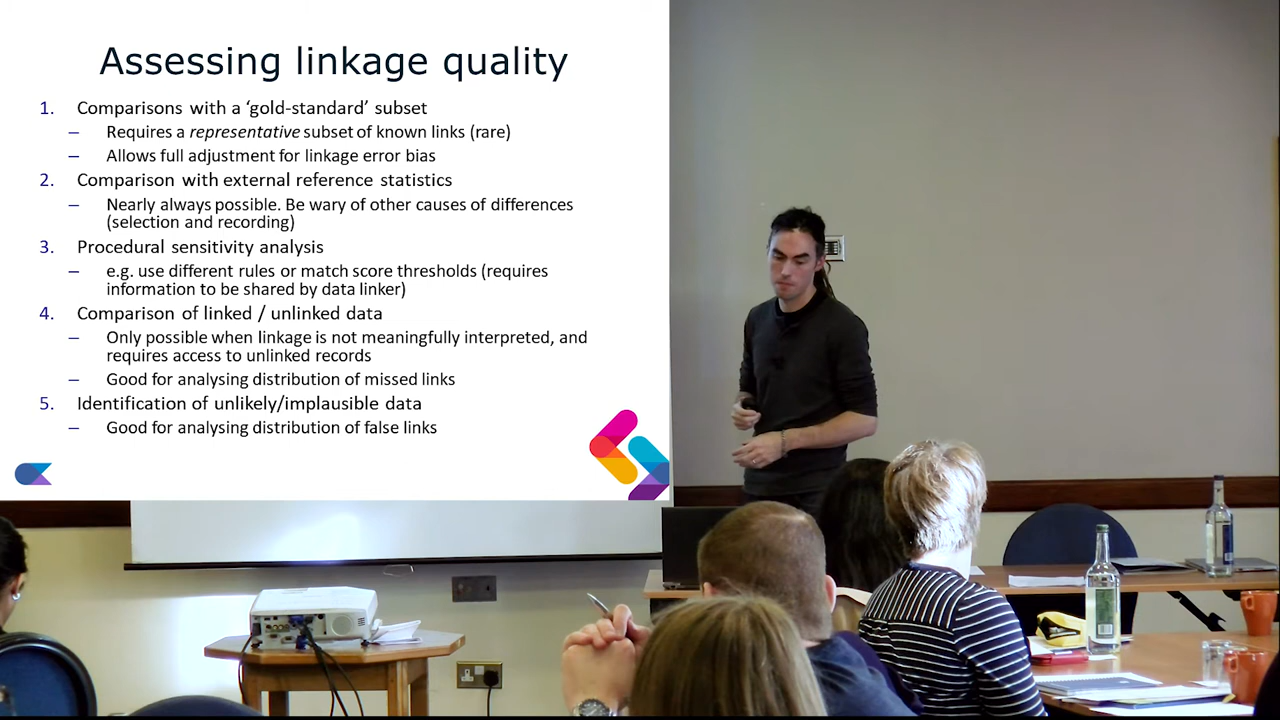 Assessing linkage quality
1. Comparisons with a ‘gold-standard’ subset
– Requires a representative subset of known links (rare)
– Allows full adjustment for linkage error bias
2. Comparison with external reference statistics
– Nearly always possible. Be wary of other causes of differences
(selection and recording)
3. Procedural sensitivity analysis
– e.g. use different rules or match score thresholds (requires
information to be shared by data linker)
4. Comparison of linked / unlinked data
– Only possible when linkage is not meaningfully interpreted, and
requires access to unlinked records
– Good for analysing distribution of missed links
5. Identification of unlikely/implausible data
– Good for analysing distribution of false links